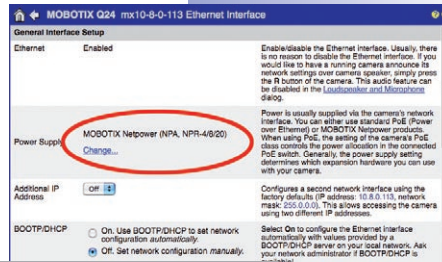 MOBOTIX Q24 mx10-8-0-113 Ethernet Interface
General Interface Setup
Ethernet
Enabled
Enable/disable the Ethernet interface. Usually, there
is no reason to disable the Ethernet interface. If you
would like to have a running camera announce its
network settings over camera speaker, simply press
the R button of the camera. This audio feature can
be disabled in the Loudspeaker and Microphone
dialog.
Power Supply
MOBOTIX Netpower (NPA, NPR-4/8/20)
Change...
Power is usually supplied via the camera's network
interface. You can either use standard PoE (Power
over Ethernet) or MOBOTIX Netpower products.
When using PoE, the setting of the camera's PoE
class controls the power allocation in the connected
PoE switch. Generally, the power supply setting
determines which expansion hardware you can use
with your camera.
Additional IP
Address
Off
Configures a second network interface using the
factory defaults (IP address: 10.8.0.113, network
mask: 255.0.0.0). This allows accessing the camera
using two different IP addresses.
BOOTP/DHCP
On. Use BOOTP/DHCP to set network
configuration automatically.
Off. Set network configuration manually.
Select On to configure the Ethernet interface
automatically with values provided by a
BOOTP/DHCP server on your local network. Ask
your network administrator if BOOTP/DHCP is